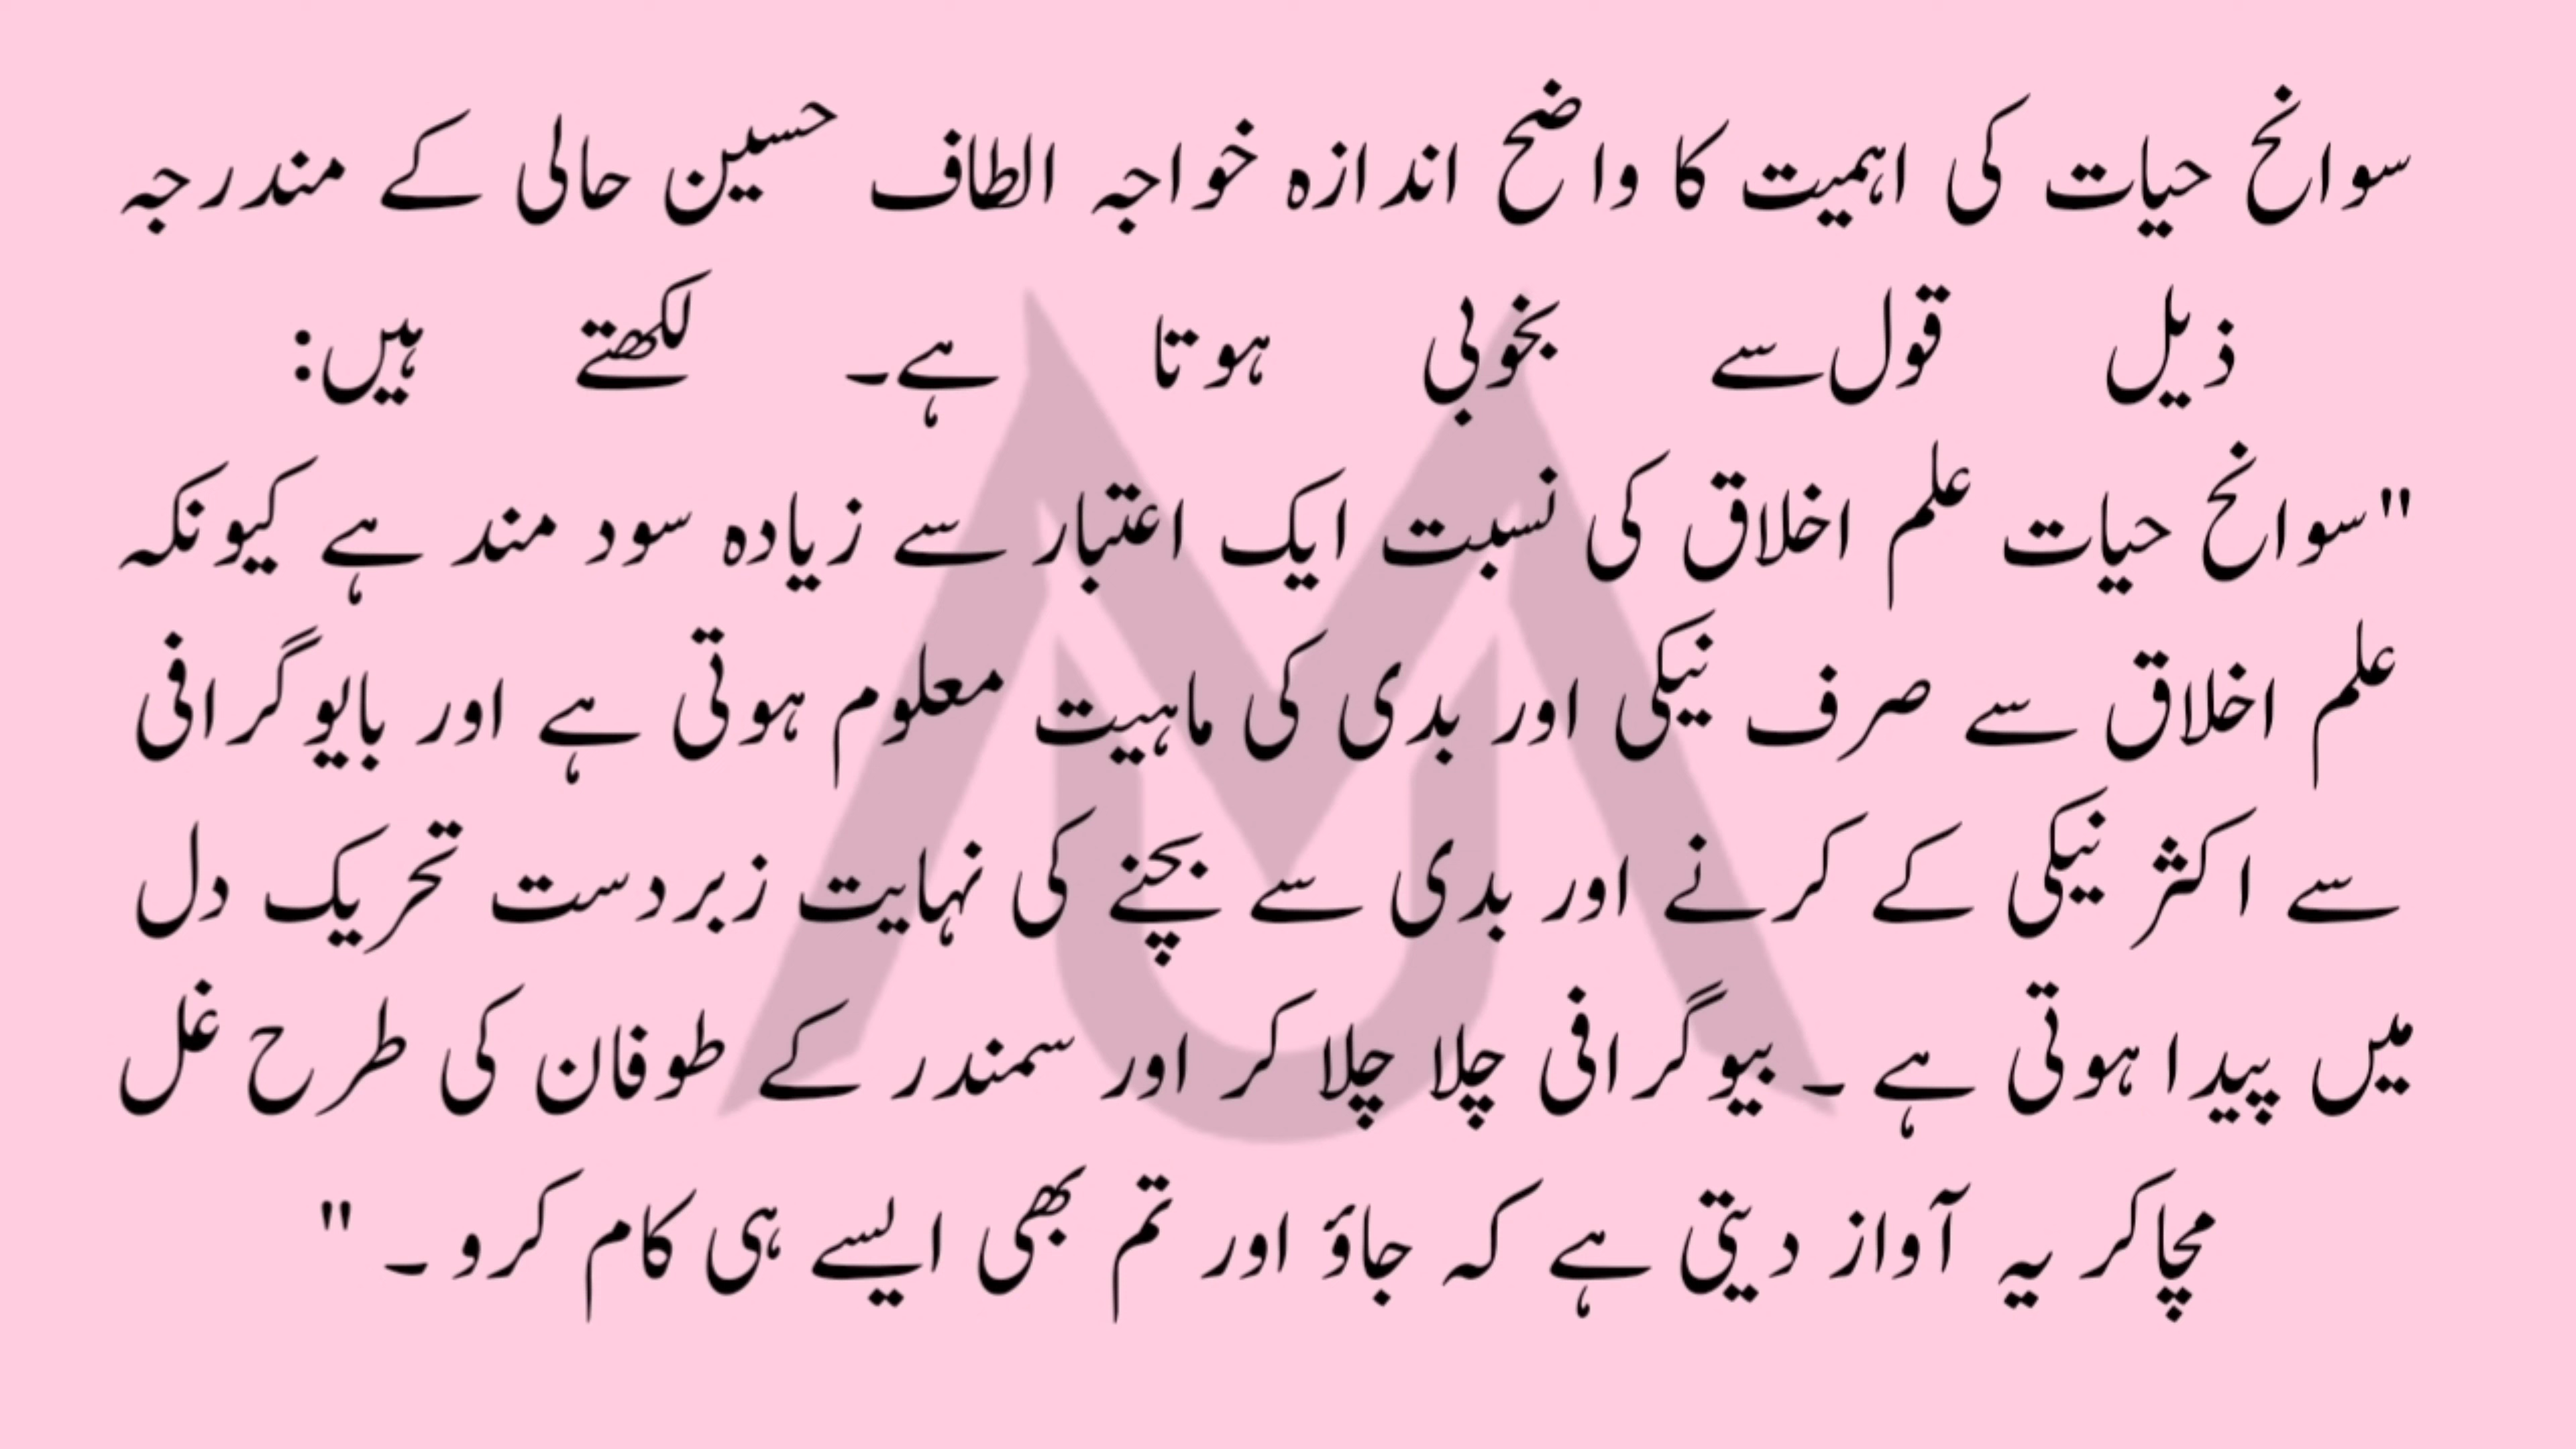 سوانح حیات کی اہمیت کا واضح اندازہ خواجہ الطاف حسین حالی کے مندرجہ
ذیل قول سے بخوبی ہوتا ہے۔ لکھتے ہیں:
"سوانح حیات علم اخلاق کی نسبت ایک اعتبار سے زیادہ سود مند ہے کیونکہ
علم اخلاق سے صرف نیکی اور بدی کی ماہیت معلوم ہوتی ہے اور بایوگرافی
سے اکثر نیکی کے کرنے اور بدی سے بچنے کی نہایت زبردست تحریک دل
میں پیدا ہوتی ہے ۔ بیوگرافی چلا چلا کر اور سمندر کے طوفان کی طرح غل
مچاکر یہ آواز دیتی ہے کہ جاؤ اور تم بھی ایسے ہی کام کرو ۔ "